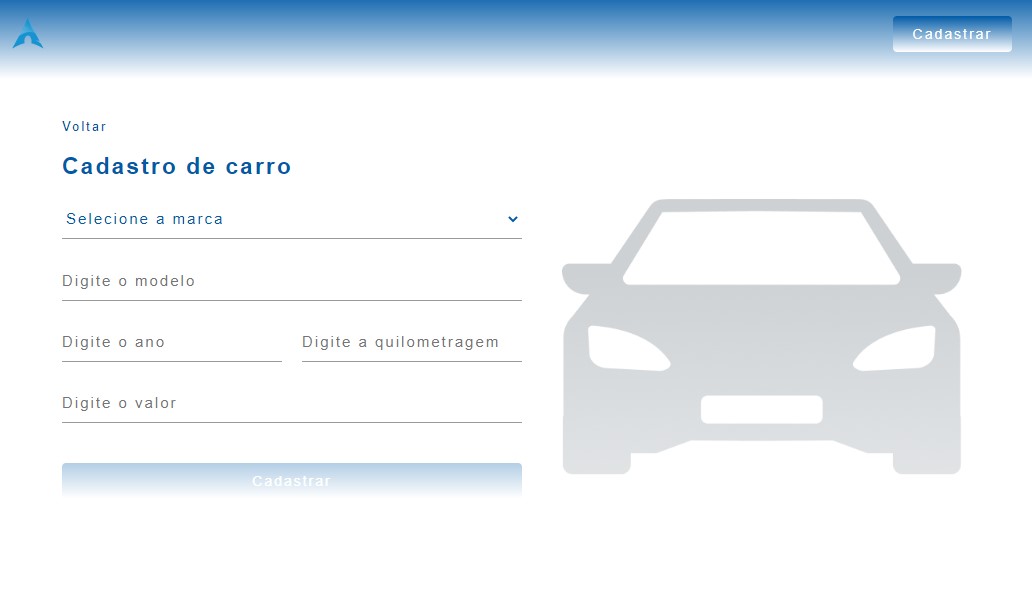 Cadastrar
Voltar
Cadastro de carro
Selecione a marca
Digite o modelo
Digite o ano
Digite a quilometragem
Digite o valor
Cadastrar